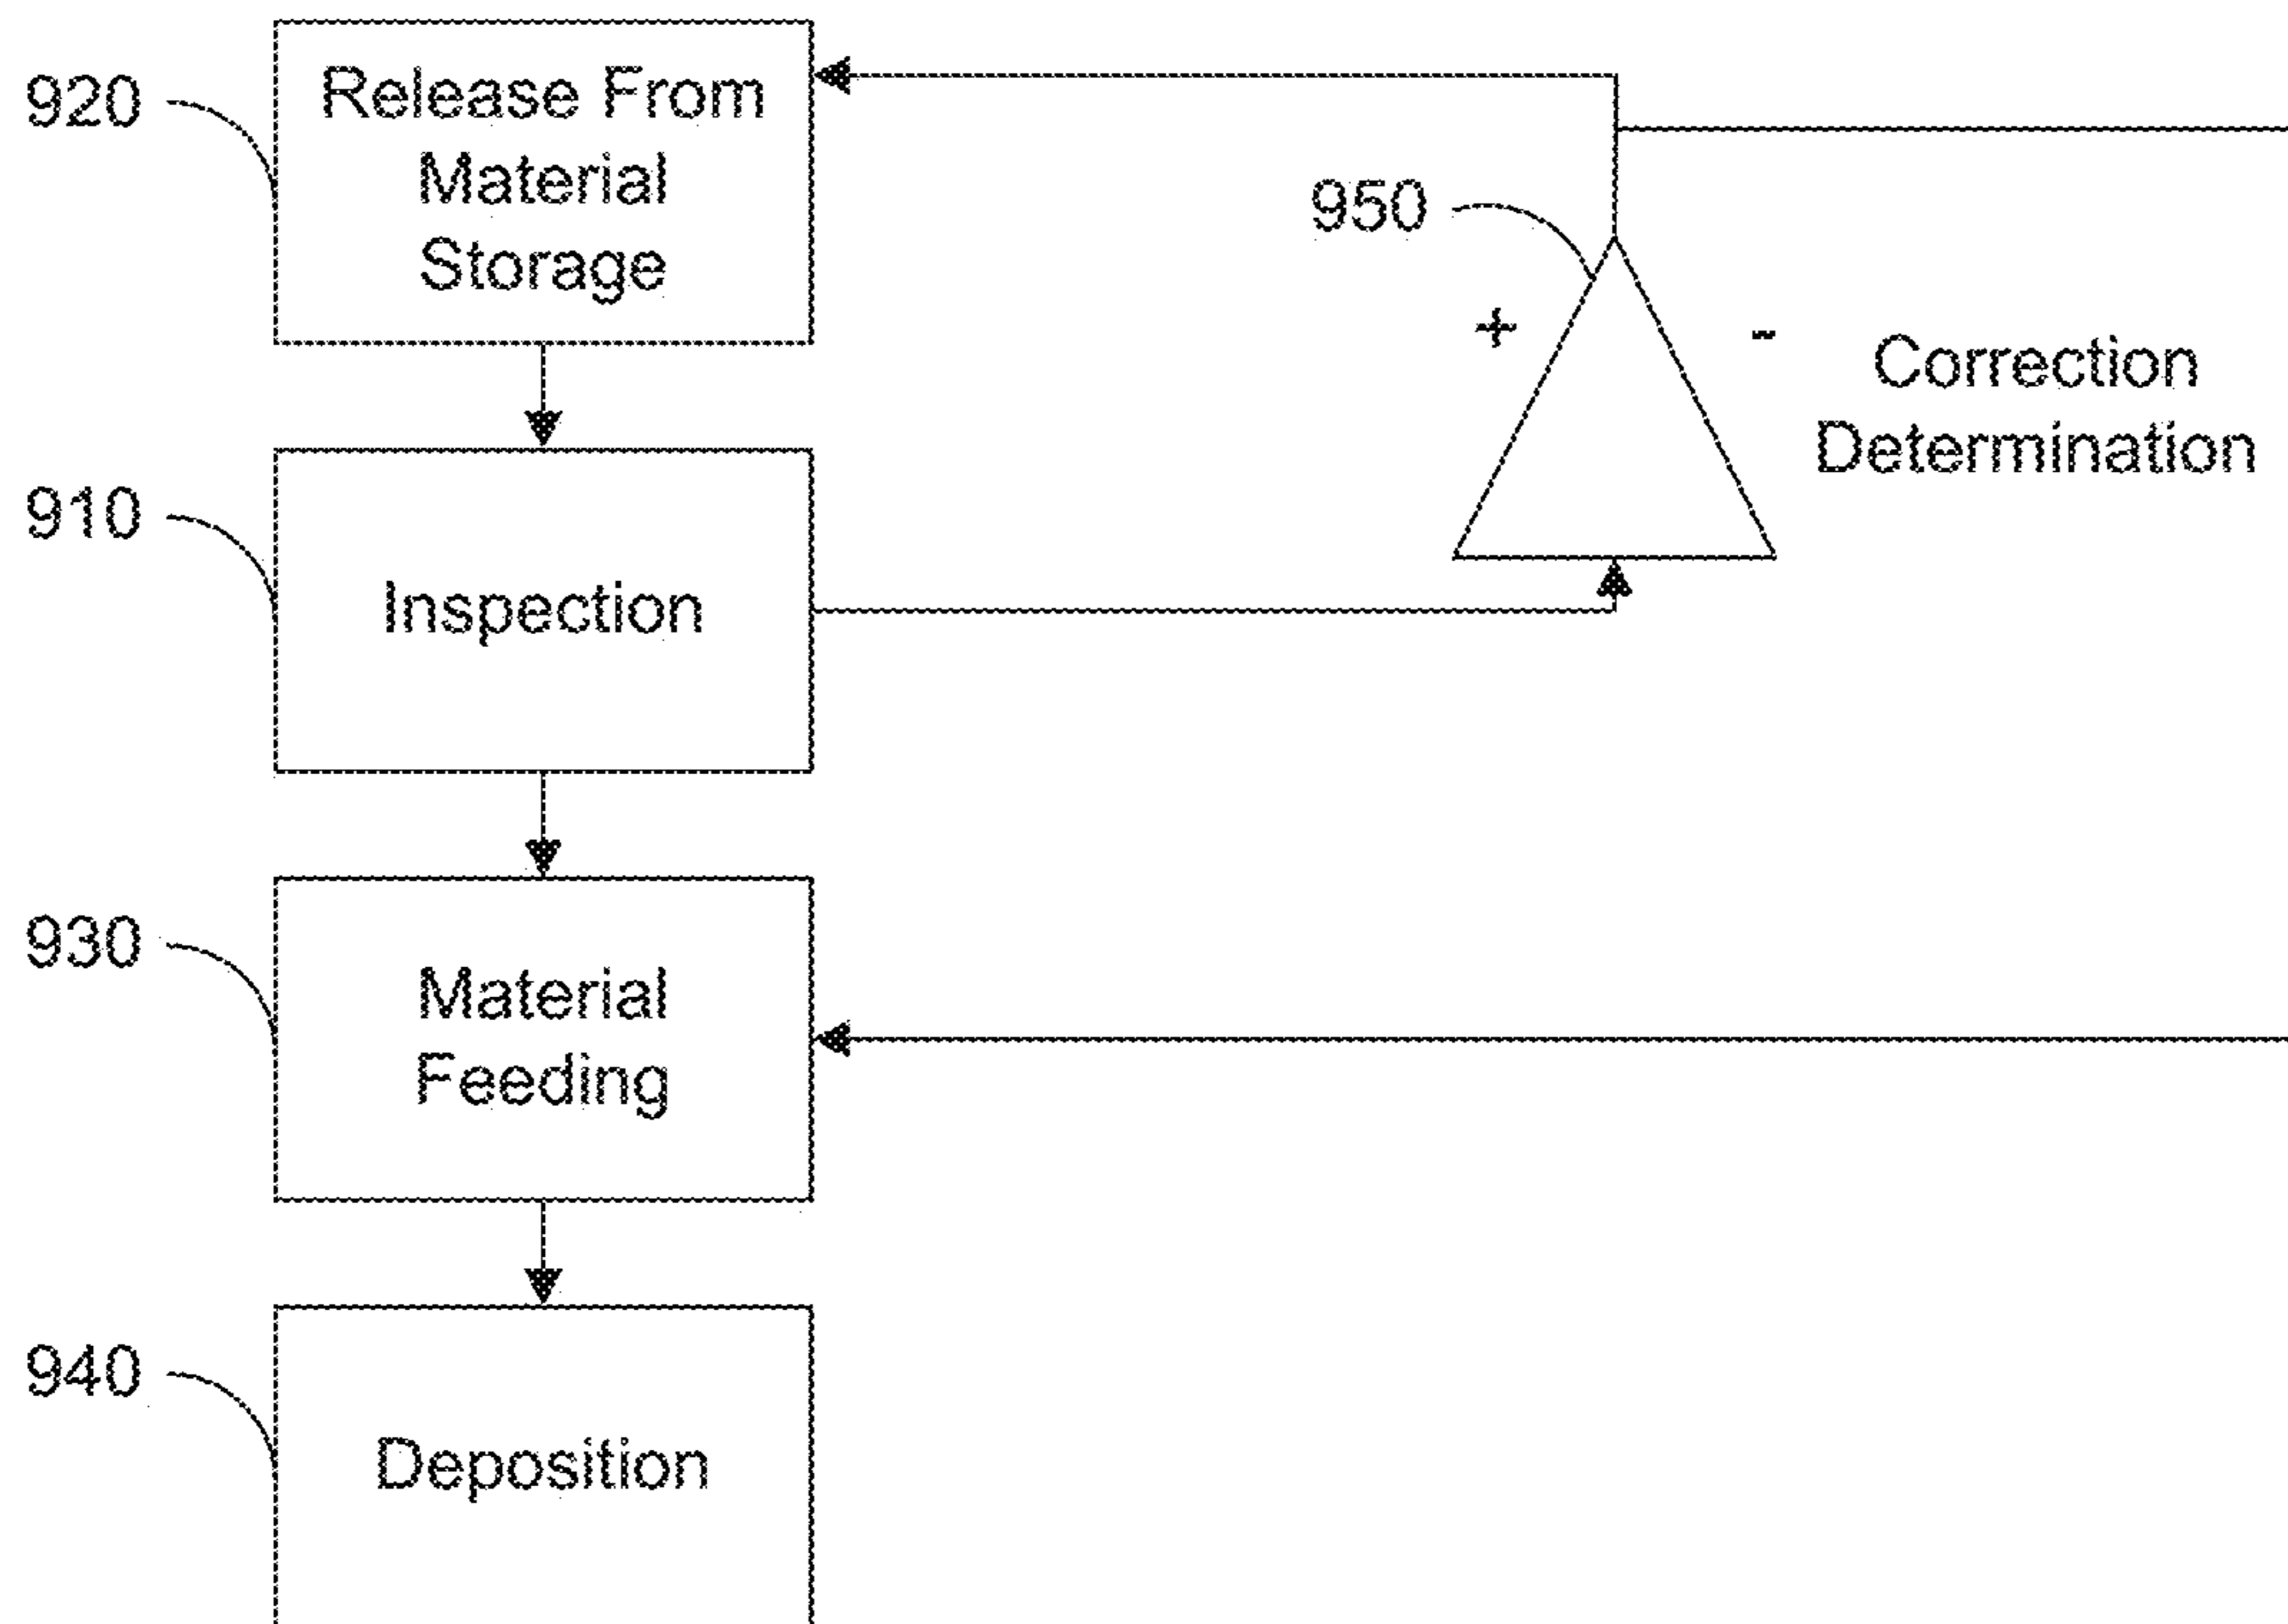 920
Release From
Material
Storage
950
+
-
Correction
Determination
910
Inspection
930
Material
Feeding
940
Deposition